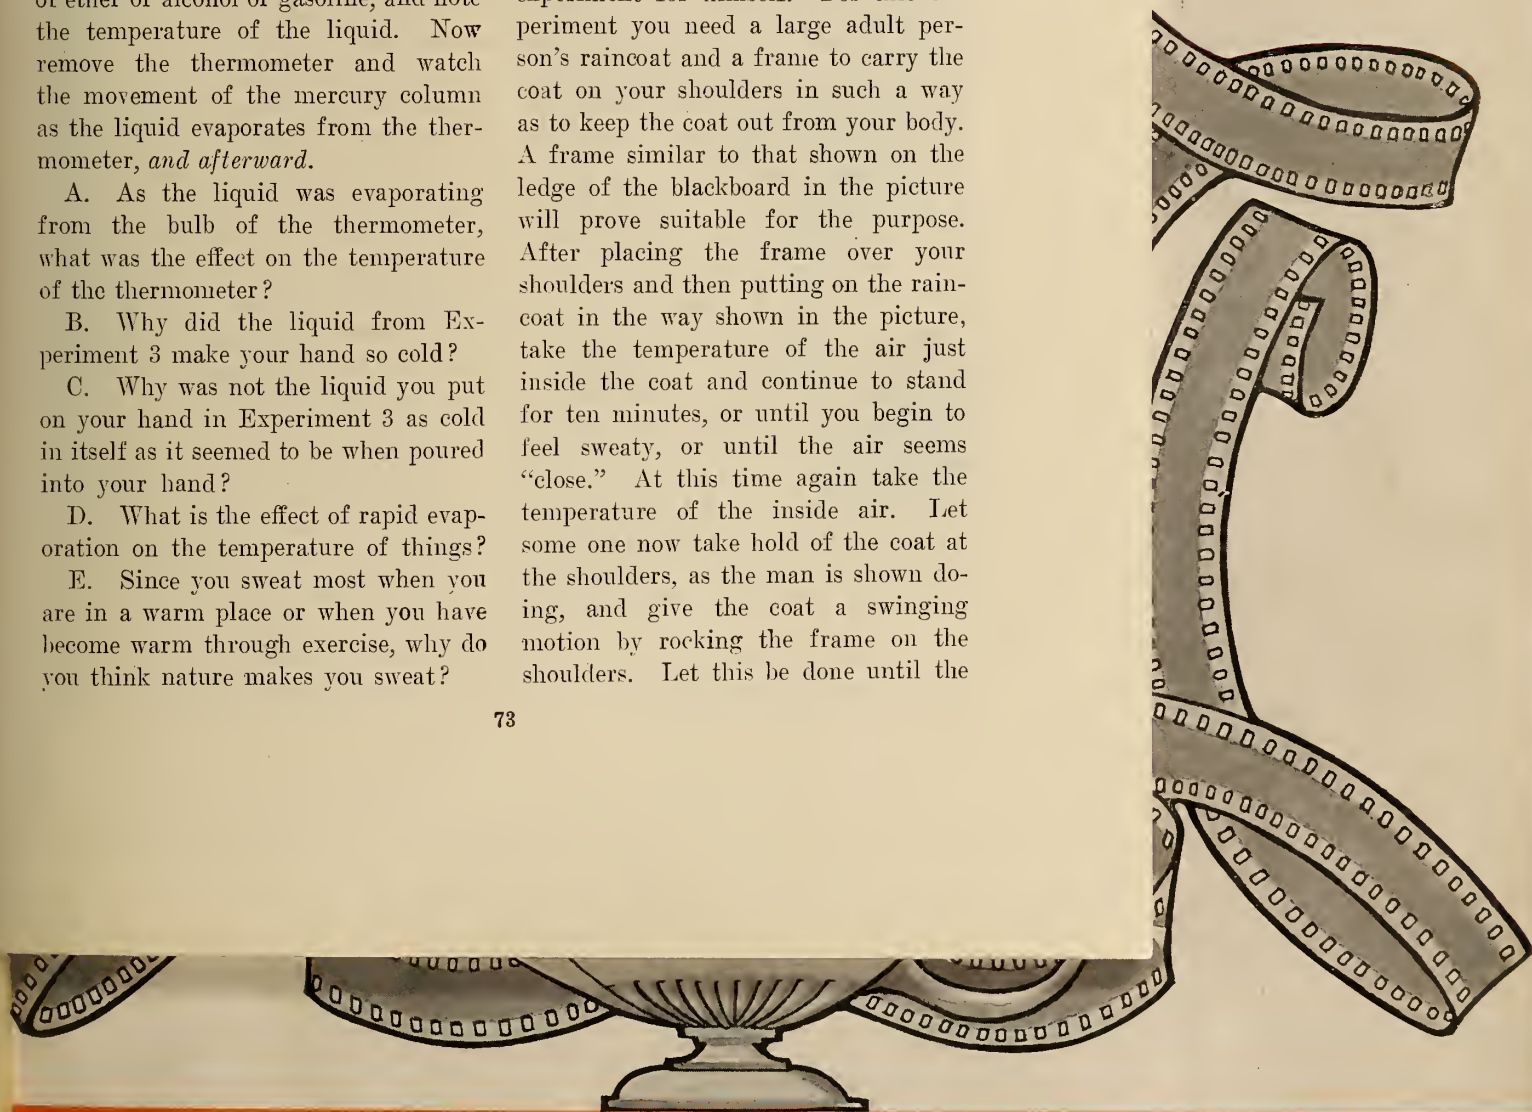 of ether or alcohol or gasoline, and note
the temperature of the liquid. Now
remove the thermometer and watch
the movement of the mercury column
as the liquid evaporates from the ther-
mometer, and afterward.
A. As the liquid was evaporating
from the bulb of the thermometer,
what was the effect on the temperature
of the thermometer?
B. Why did the liquid from Ex-
periment 3 make your hand so cold?
C. Why was not the liquid you put
on your hand in Experiment 3 as cold
in itself as it seemed to be when poured
into your hand?
D. What is the effect of rapid evap-
oration on the temperature of things?
E. Since you sweat most when you
are in a warm place or when you have
become warm through exercise, why do
you think nature makes you sweat?
periment you need a large adult per-
son's raincoat and a frame to carry the
coat on your shoulders in such a way
as to keep the coat out from your body.
A frame similar to that shown on the
ledge of the blackboard in the picture
will prove suitable for the purpose.
After placing the frame over your
shoulders and then putting on the rain-
coat in the way shown in the picture,
take the temperature of the air just
inside the coat and continue to stand
for ten minutes, or until you begin to
feel sweaty, or until the air seems
“close.” At this time again take the
temperature of the inside air. Let
some one now take hold of the coat at
the shoulders, as the man is shown do-
ing, and give the coat a swinging
motion by rocking the frame on the
shoulders. Let this be done until the
73